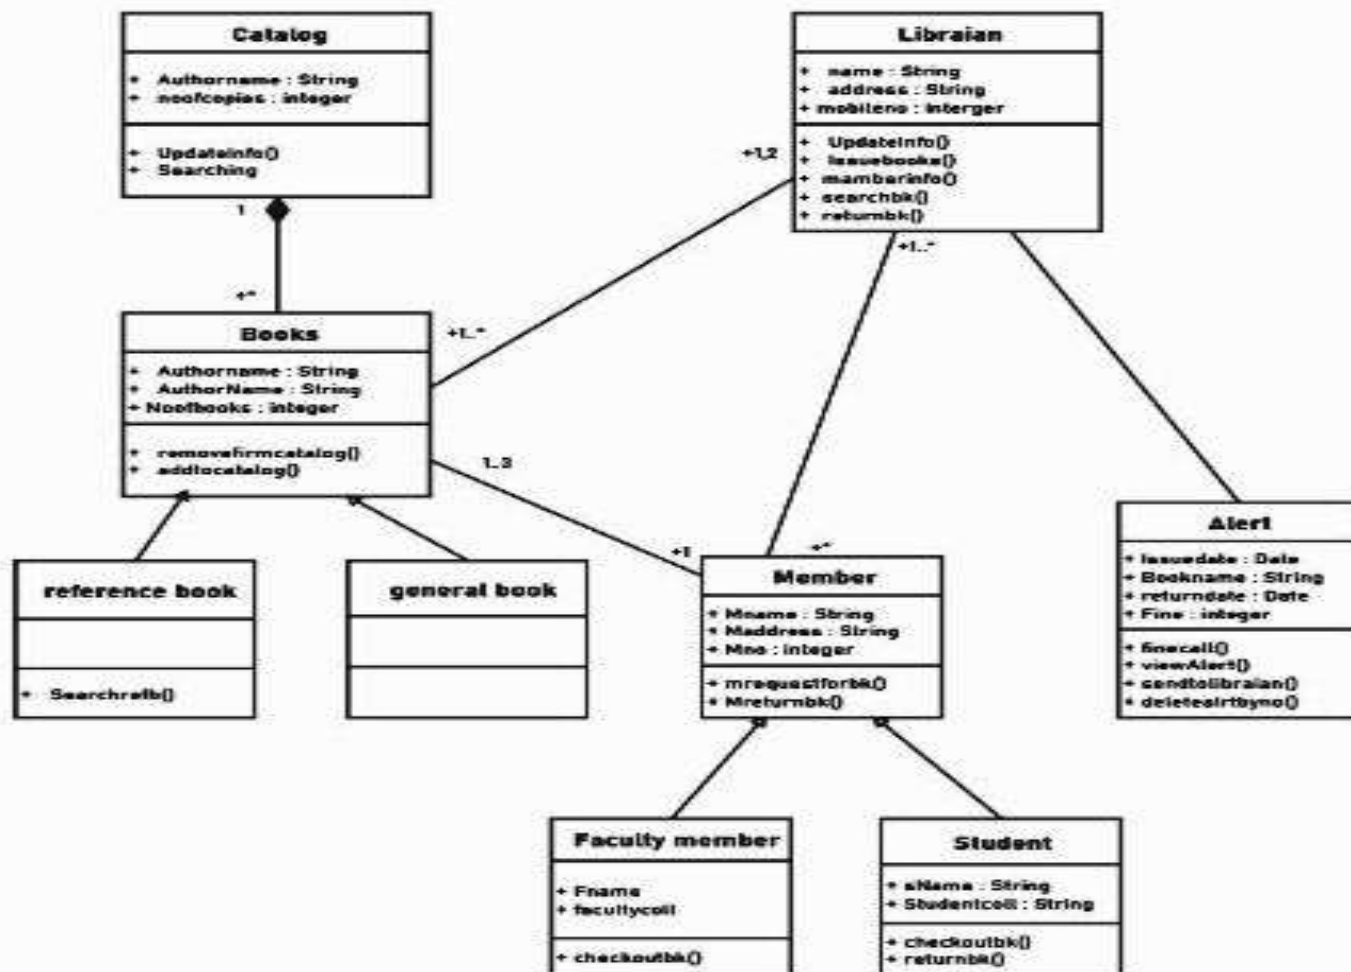 Catalog
+ Authorname : String
+ noofcopies : integer
+ UpdateInfo()
+ Searching
1
+*
Libraian
+ name : String
+ address : String
+ mobileno : Interger
+ UpdateInfo()
+ Issuebooks()
+ mamberinfo()
+ searchbk()
+ returnbk()
+1,2
+1..*
+1..*
Books
+ Authorname : String
+ AuthorName : String
+ Noofbooks : integer
+ removefirmcatalog()
+ addtocatalog()
1..3
+1
+*
reference book
+ Searchrefb()
general book
Member
+ Mname : String
+ Maddress : String
+ Mno : integer
+ mrequestforbk()
+ Mreturnbk()
Alert
+ Issuedate : Date
+ Bookname : String
+ returndate : Date
+ Fine : integer
+ finecall()
+ viewAlert()
+ sendtolibraian()
+ deletealrtbyno()
Faculty member
+ Fname
+ facultycoll
+ checkoutbk()
Student
+ sName : String
+ Studentcoll : String
+ checkoutbk()
+ returnbk()